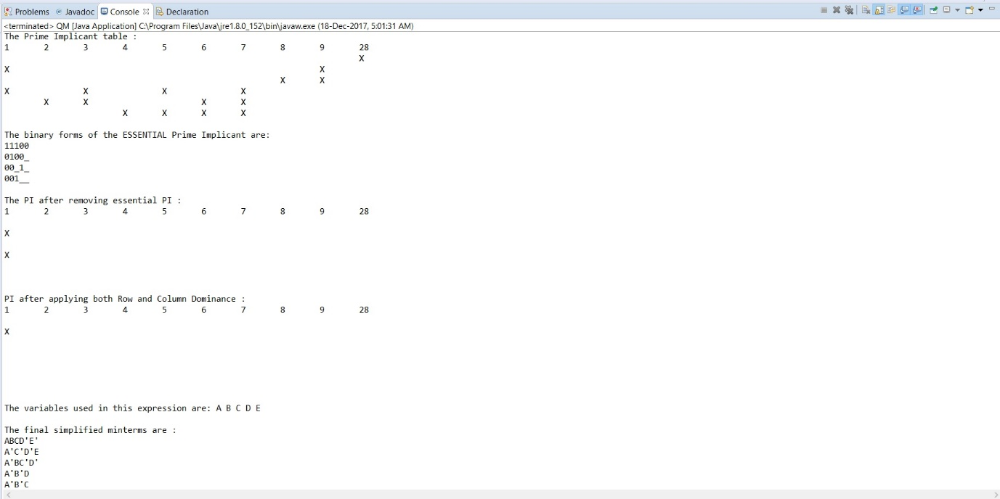 Problems @ Javadoc Console Declaration
<terminated> QM [Java Application] C:\Program Files\Java\jre1.8.0_152\bin\javaw.exe (18-Dec-2017, 5:01:31 AM)
The Prime Implicant table :
1 2 3 4 5 6 7 8 9 28
X
X X
X X
X X X X
X X X X
X X X X
The binary forms of the ESSENTIAL Prime Implicant are:
11100
0100_
00_1_
001__
The PI after removing essential PI :
1 2 3 4 5 6 7 8 9 28
X
X
PI after applying both Row and Column Dominance :
1 2 3 4 5 6 7 8 9 28
X
The variables used in this expression are: A B C D E
The final simplified minterms are :
ABCD'E'
A'C'D'E
A'BC'D'
A'B'D
A'B'C